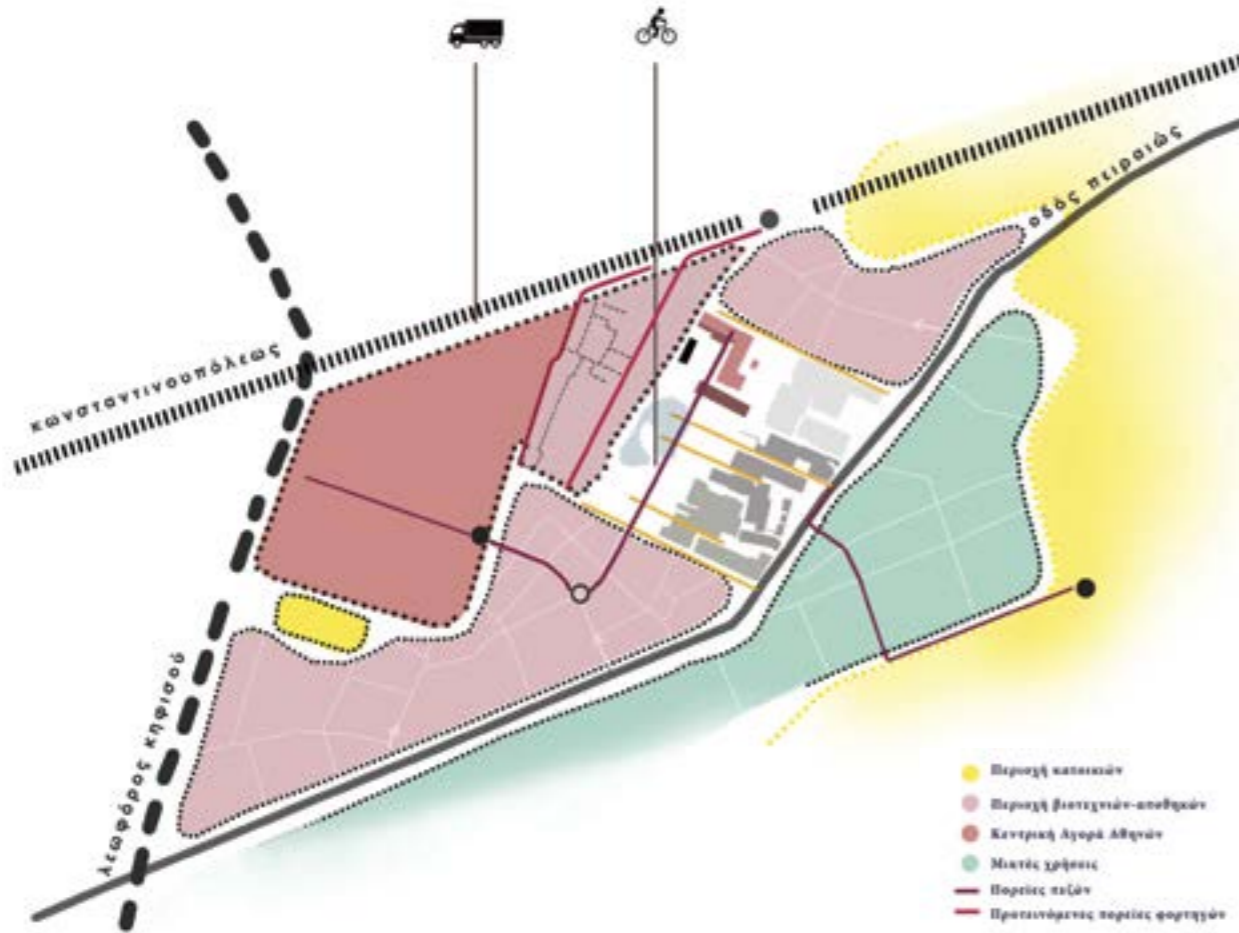 κωνσταντινουπόλεως
οδός πειραιώς
λεωφόρος κηφισού
Περιοχή κατοικιών
Περιοχή βιοτεχνιών-αποθηκών
Κεντρική Αγορά Αθηνών
Μικτές χρήσεις
Πορείες πεζών
Προτεινόμενες πορείες φορτηγών